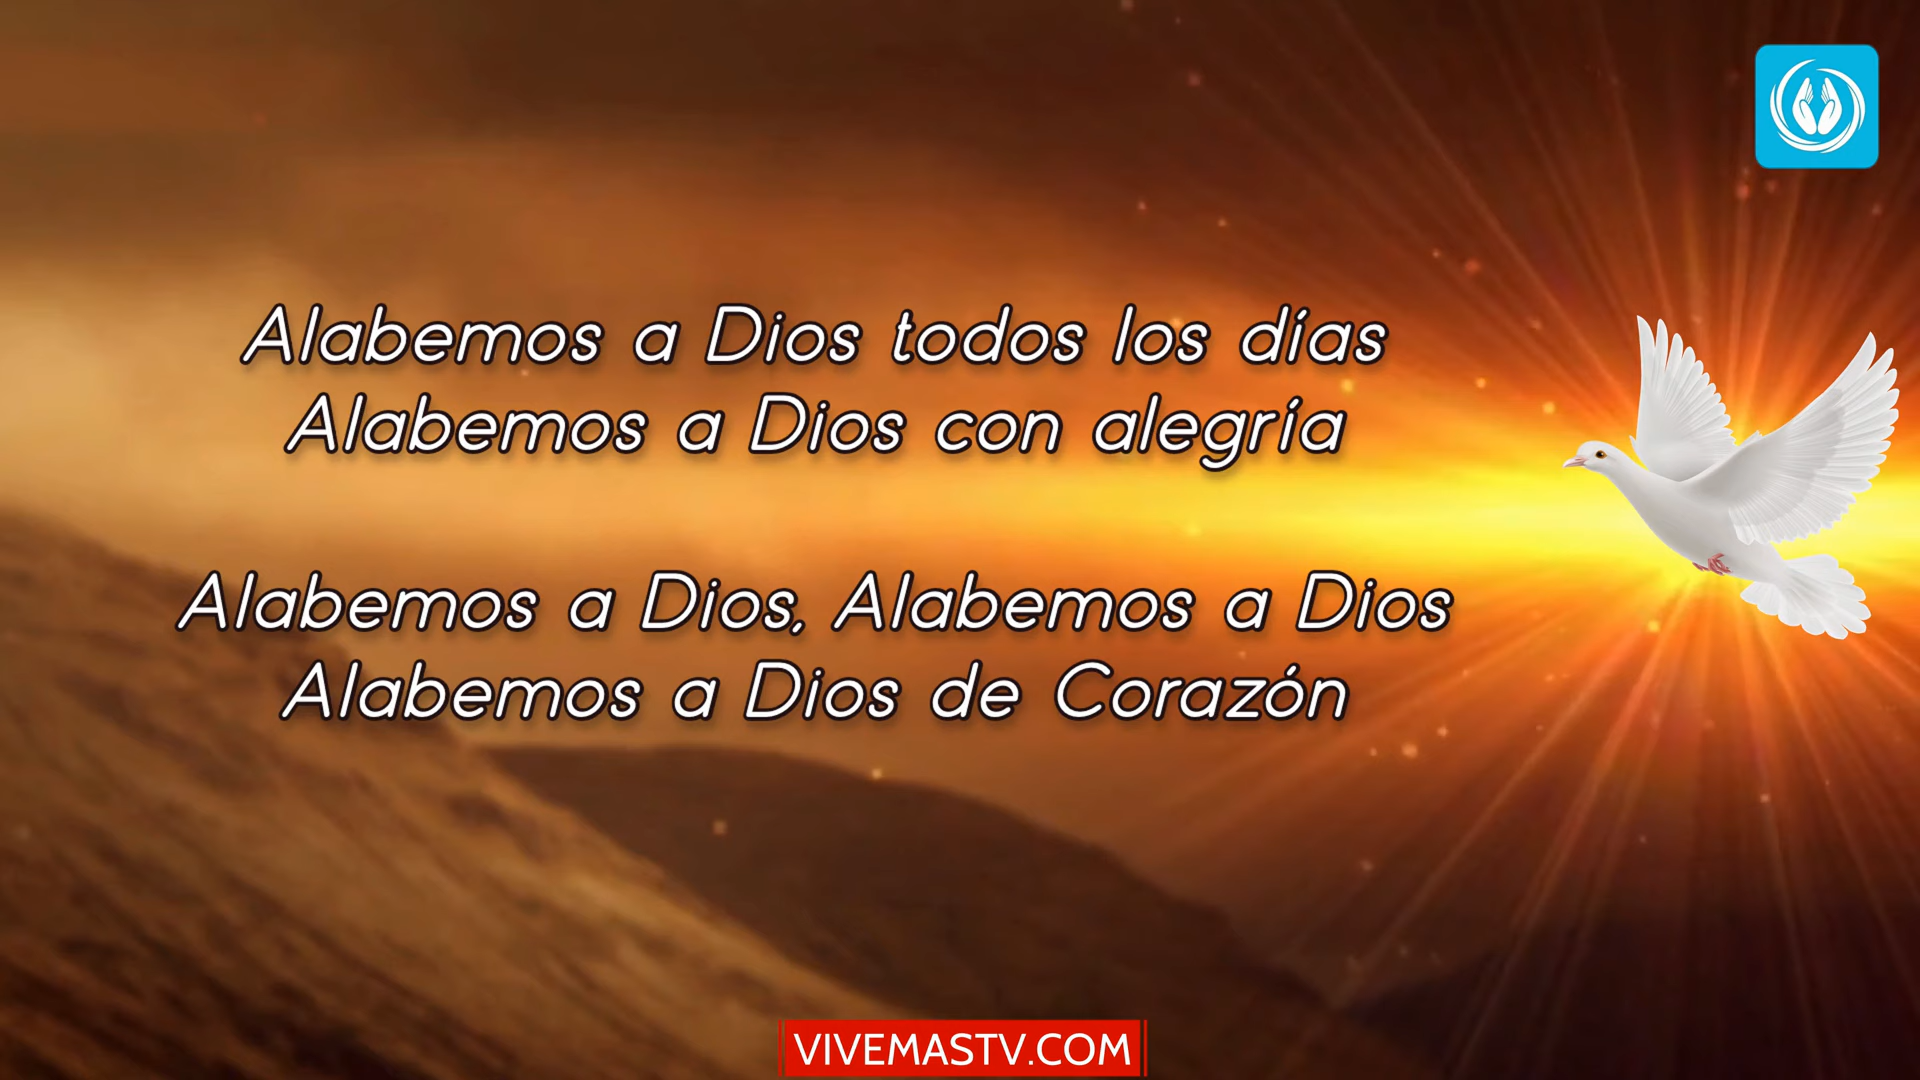 Alabemos a Dios todos los días
Alabemos a Dios con alegría
Alabemos a Dios, Alabemos a Dios
Alabemos a Dios de Corazón
VIVEMASTV.COM